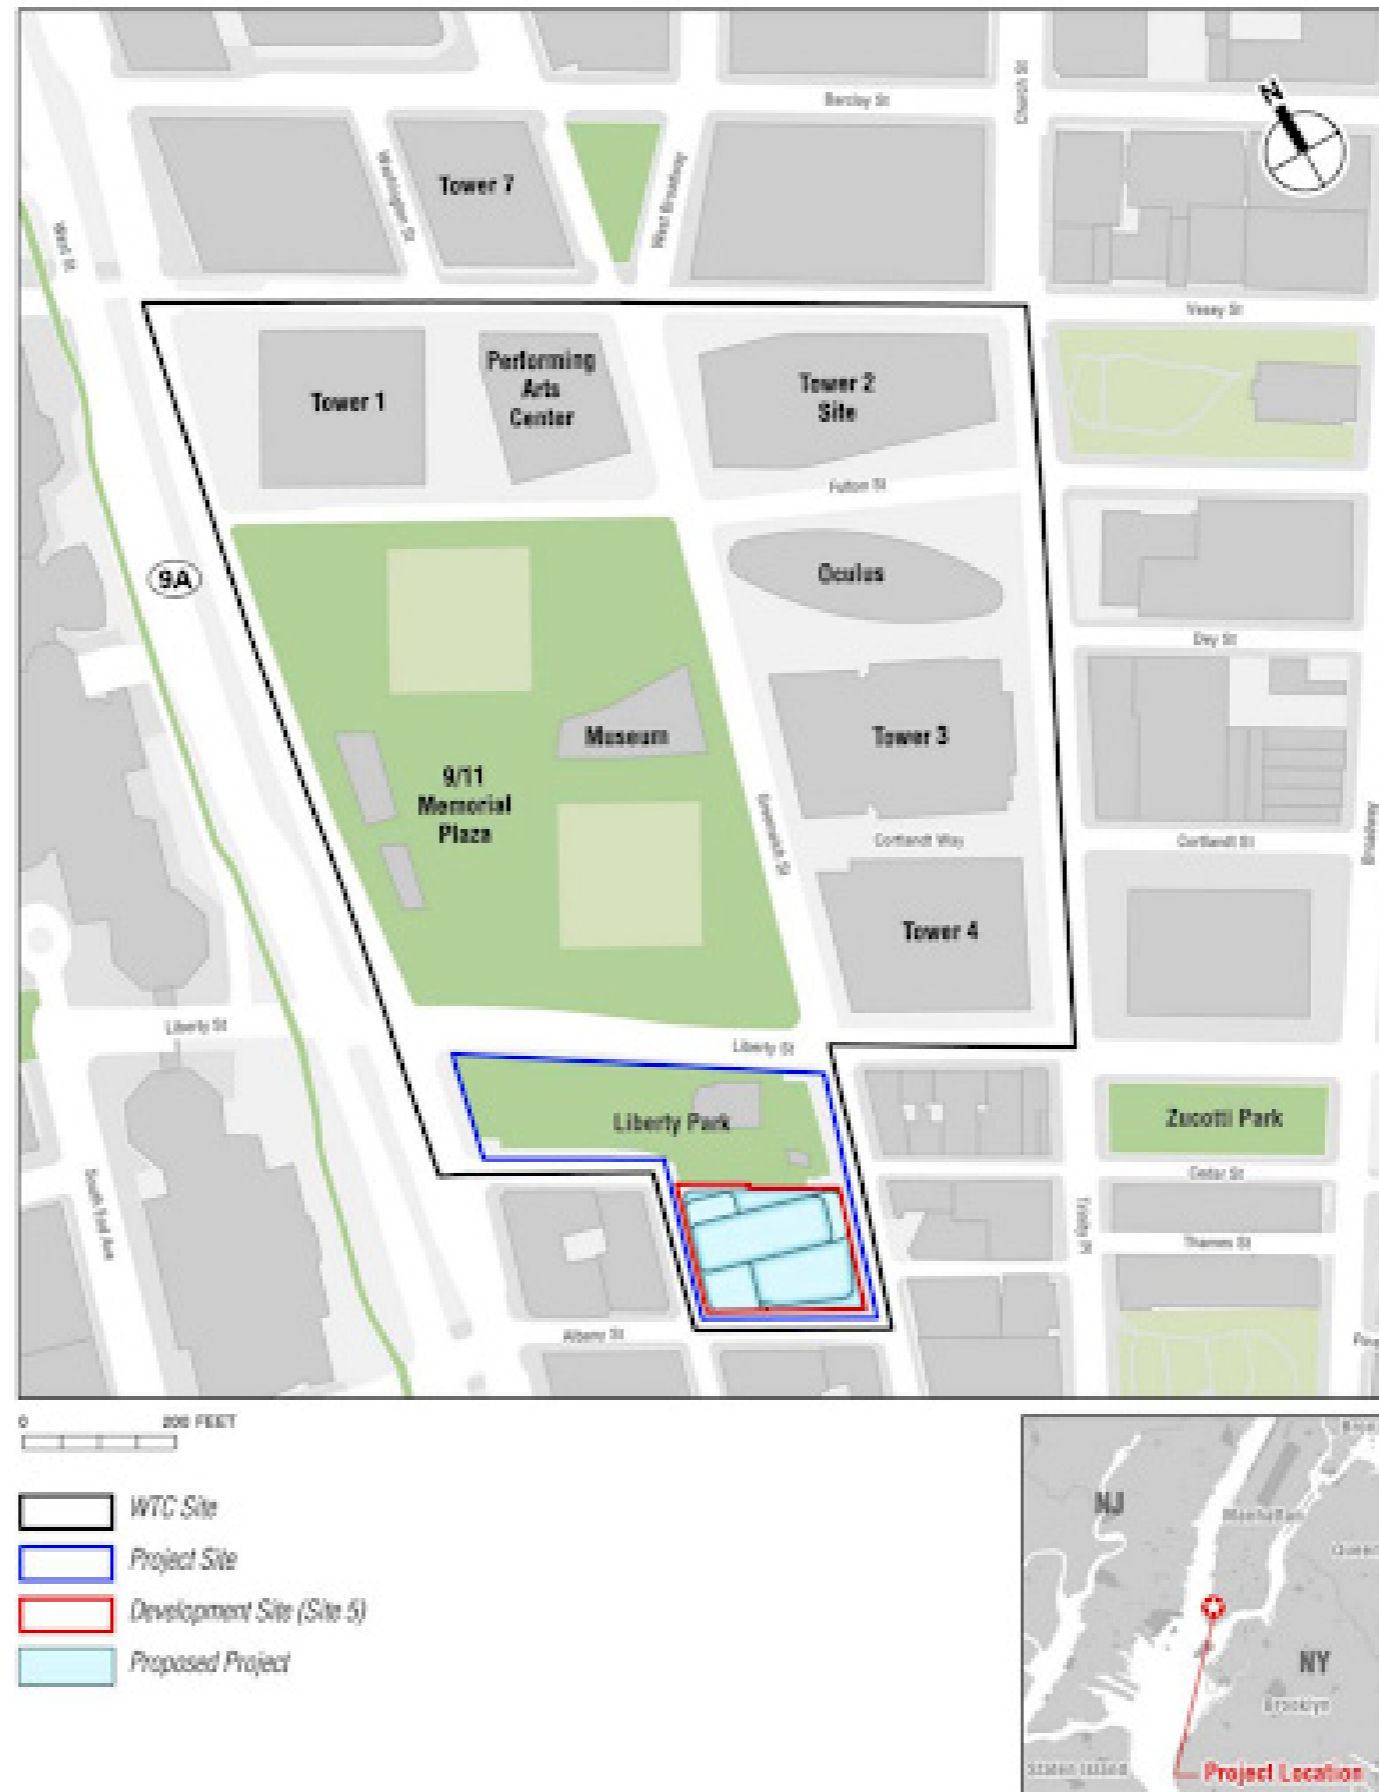 Barclay St
Church St
N
Washington St
Tower 7
West Broadway
West St
Vesey St
Tower 1
Performing
Arts
Center
Tower 2
Site
Fulton St
9A
Oculus
Dey St
Museum
Tower 3
9/11
Memorial
Plaza
Greenwich St
Cortlandt Way
Cortlandt St
Broadway
Tower 4
Liberty St
Liberty St
Liberty Park
Zucotti Park
Cedar St
South End Ave
Trinity Pl
Thames St
Albany St
0
200 FEET
WTC Site
Project Site
Development Site (Site 5)
Proposed Project
NJ
Manhattan
NY
Brooklyn
Staten Island
Project Location